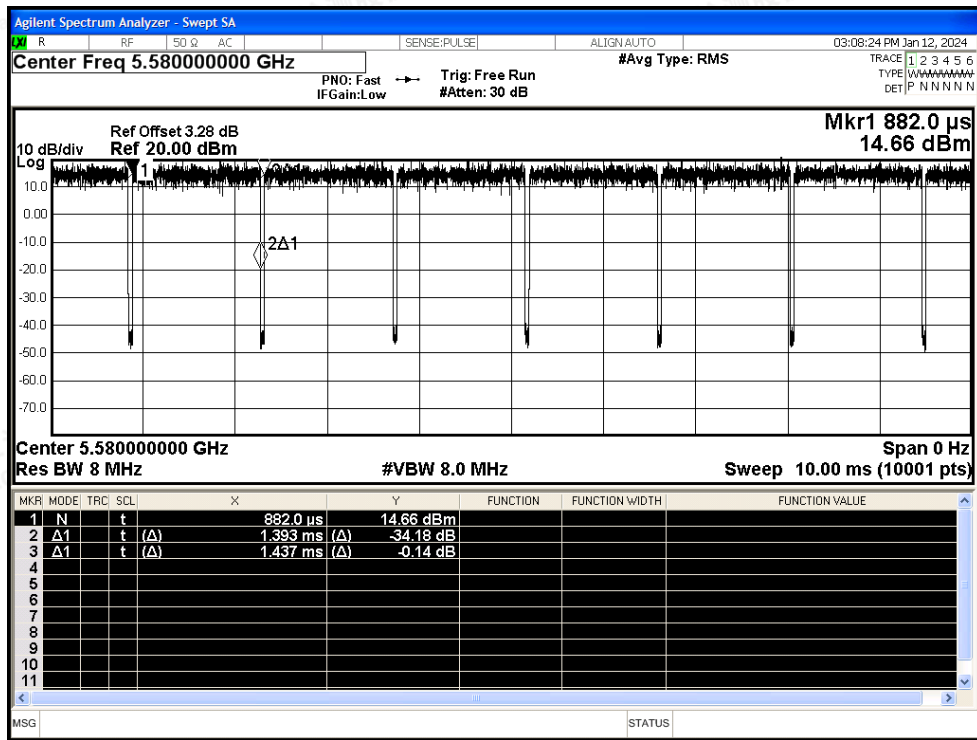 Agilent Spectrum Analyzer - Swept SA
LXI R RF 50 Ω AC SENSE:PULSE ALIGN AUTO 03:08:24 PM Jan 12, 2024
Center Freq 5.580000000 GHz #Avg Type: RMS TRACE 1 2 3 4 5 6
PNO: Fast Trig: Free Run TYPE WWWWWW
IFGain:Low #Atten: 30 dB DET P N N N N N
Mkr1 882.0 µs
Ref Offset 3.28 dB
10 dB/div Ref 20.00 dBm 14.66 dBm
Log
1
10.0
0.00
-10.0
2Δ1
-20.0
-30.0
-40.0
-50.0
-60.0
-70.0
Center 5.580000000 GHz Span 0 Hz
Res BW 8 MHz #VBW 8.0 MHz Sweep 10.00 ms (10001 pts)
MKR MODE TRC SCL X Y FUNCTION FUNCTION WIDTH FUNCTION VALUE
1 N t 882.0 µs 14.66 dBm
2 Δ1 t (Δ) 1.393 ms (Δ) -34.18 dB
3 Δ1 t (Δ) 1.437 ms (Δ) -0.14 dB
4
5
6
7
8
9
10
11
MSG STATUS